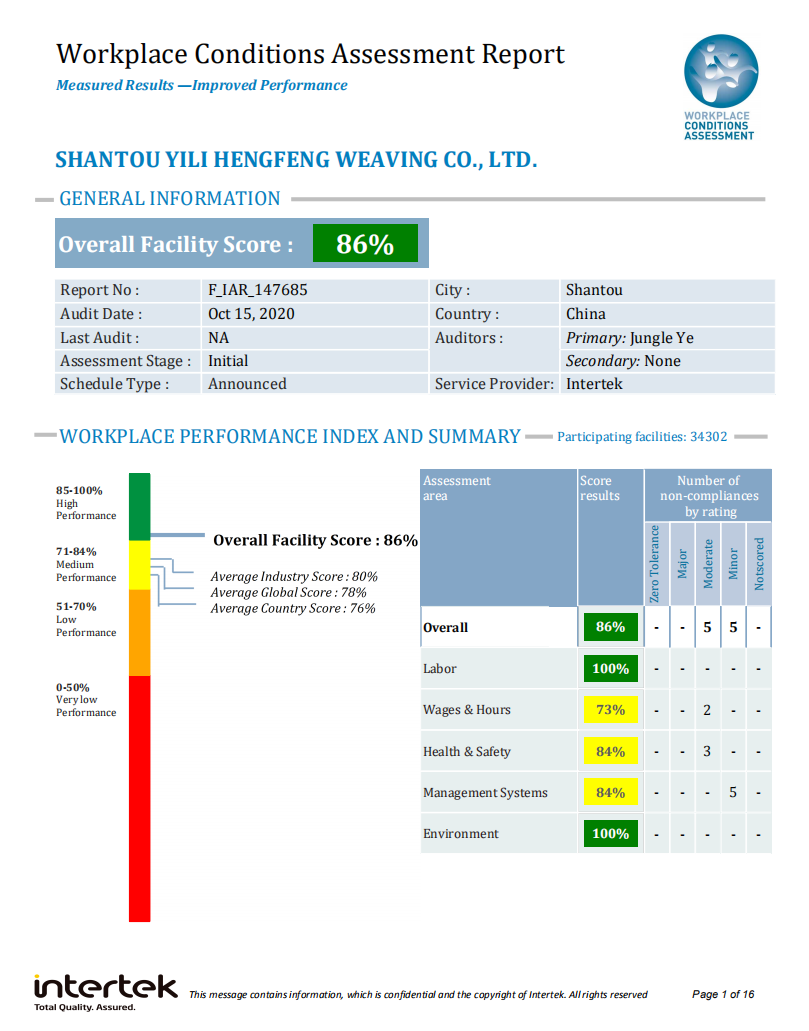 Workplace Conditions Assessment Report
Measured Results —Improved Performance
WORKPLACE
CONDITIONS
ASSESSMENT
SHANTOU YILI HENGFENG WEAVING CO., LTD.
GENERAL INFORMATION
Overall Facility Score : 86%
Report No : F_IAR_147685 City : Shantou
Audit Date : Oct 15, 2020 Country : China
Last Audit : NA Auditors : Primary: Jungle Ye
Assessment Stage : Initial Secondary: None
Schedule Type : Announced Service Provider: Intertek
WORKPLACE PERFORMANCE INDEX AND SUMMARY Participating facilities: 34302
85-100%
High
Performance
71-84%
Medium
Performance
51-70%
Low
Performance
0-50%
Very low
Performance
Overall Facility Score : 86%
Average Industry Score : 80%
Average Global Score : 78%
Average Country Score : 76%
Assessment
area
Score
results
Number of
non-compliances
by rating
Zero Tolerance
Major
Moderate
Minor
Notscored
Overall 86% - - 5 5 -
Labor 100% - - - - -
Wages & Hours 73% - - 2 - -
Health & Safety 84% - - 3 - -
Management Systems 84% - - - 5 -
Environment 100% - - - - -
intertek
Total Quality. Assured.
This message contains information, which is confidential and the copyright of Intertek. All rights reserved
Page 1 of 16